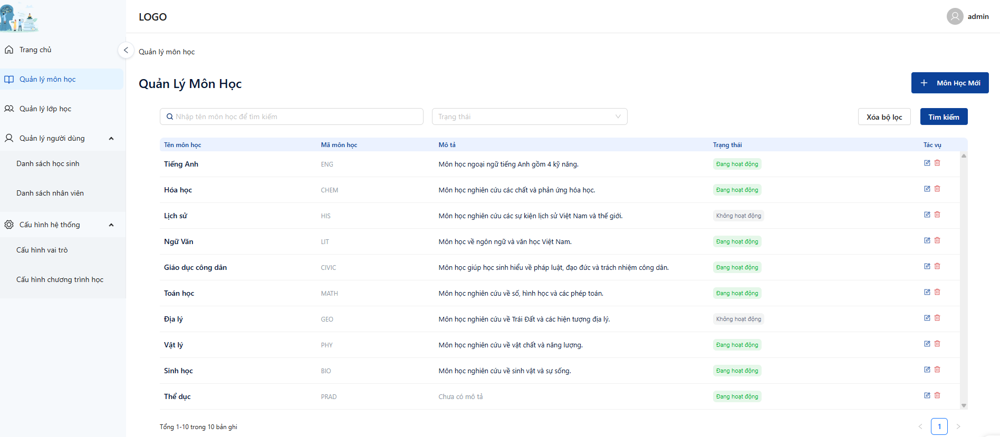 LOGO
admin
Trang chủ
Quản lý môn học
Quản lý lớp học
Quản lý người dùng
Danh sách học sinh
Danh sách nhân viên
Cấu hình hệ thống
Cấu hình vai trò
Cấu hình chương trình học
Quản lý môn học
Quản Lý Môn Học
Môn Học Mới
Nhập tên môn học để tìm kiếm
Trạng thái
Xóa bộ lọc
Tìm kiếm
Tên môn học Mã môn học Mô tả Trạng thái Tác vụ
Tiếng Anh ENG Môn học ngoại ngữ tiếng Anh gồm 4 kỹ năng. Đang hoạt động
Hóa học CHEM Môn học nghiên cứu các chất và phản ứng hóa học. Đang hoạt động
Lịch sử HIS Môn học nghiên cứu các sự kiện lịch sử Việt Nam và thế giới. Không hoạt động
Ngữ Văn LIT Môn học về ngôn ngữ và văn học Việt Nam. Đang hoạt động
Giáo dục công dân CIVIC Môn học giúp học sinh hiểu về pháp luật, đạo đức và trách nhiệm công dân. Đang hoạt động
Toán học MATH Môn học nghiên cứu về số, hình học và các phép toán. Đang hoạt động
Địa lý GEO Môn học nghiên cứu về Trái Đất và các hiện tượng địa lý. Không hoạt động
Vật lý PHY Môn học nghiên cứu về vật chất và năng lượng. Đang hoạt động
Sinh học BIO Môn học nghiên cứu về sinh vật và sự sống. Đang hoạt động
Thể dục PRAD Chưa có mô tả Đang hoạt động
Tổng 1-10 trong 10 bản ghi
1